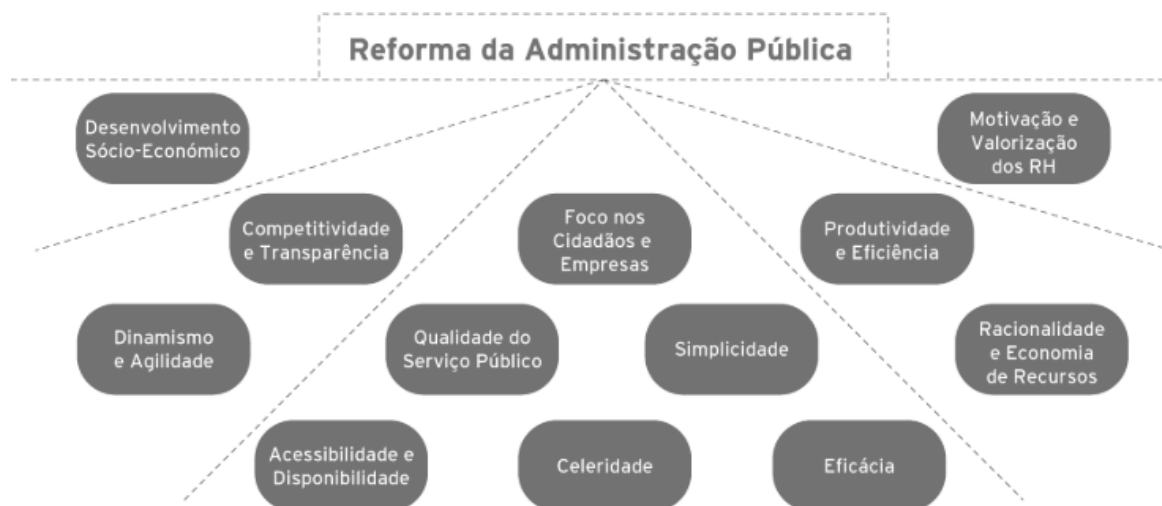 Reforma da Administração Pública
Desenvolvimento
Sócio-Económico
Motivação e
Valorização
dos RH
Competitividade
e Transparência
Foco nos
Cidadãos e
Empresas
Produtividade
e Eficiência
Dinamismo
e Agilidade
Qualidade do
Serviço Público
Simplicidade
Racionalidade
e Economia
de Recursos
Acessibilidade e
Disponibilidade
Celeridade
Eficácia